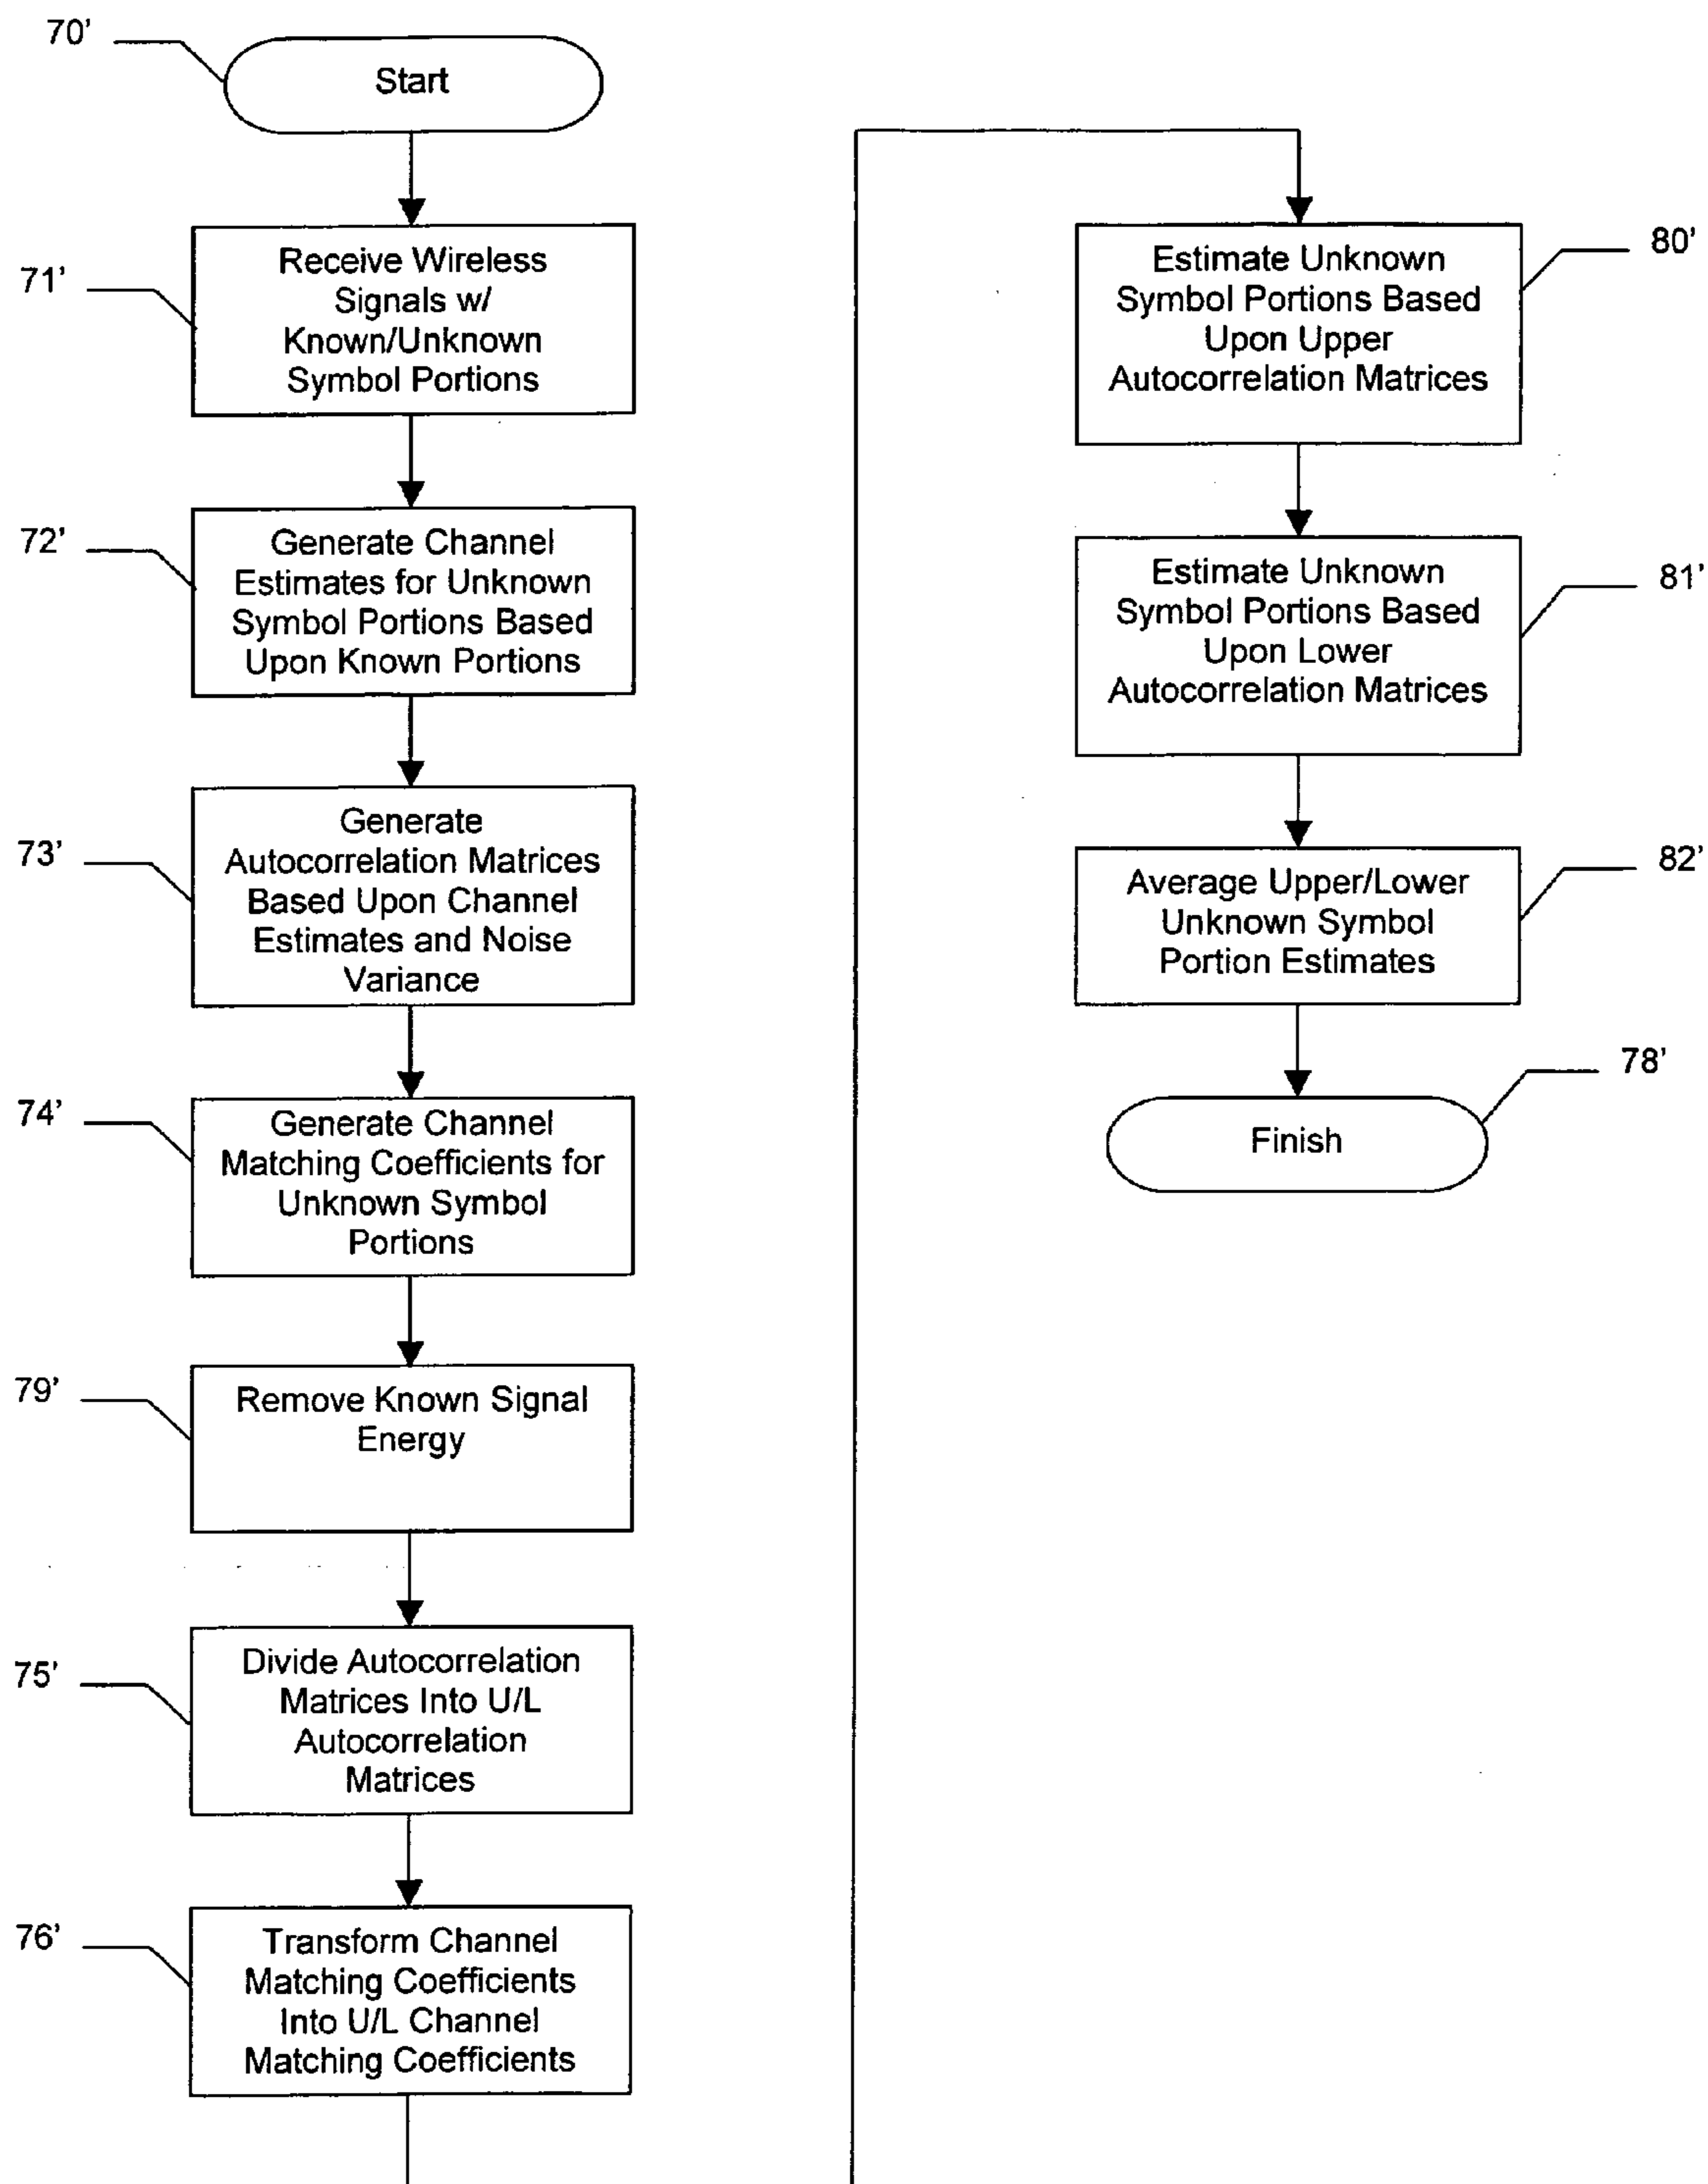 70’
Start
71’
Receive Wireless
Signals w/
Known/Unknown
Symbol Portions
72’
Generate Channel
Estimates for Unknown
Symbol Portions Based
Upon Known Portions
73’
Generate
Autocorrelation Matrices
Based Upon Channel
Estimates and Noise
Variance
74’
Generate Channel
Matching Coefficients for
Unknown Symbol
Portions
79’
Remove Known Signal
Energy
75’
Divide Autocorrelation
Matrices Into U/L
Autocorrelation
Matrices
76’
Transform Channel
Matching Coefficients
Into U/L Channel
Matching Coefficients
80’
Estimate Unknown
Symbol Portions Based
Upon Upper
Autocorrelation Matrices
81’
Estimate Unknown
Symbol Portions Based
Upon Lower
Autocorrelation Matrices
82’
Average Upper/Lower
Unknown Symbol
Portion Estimates
78’
Finish